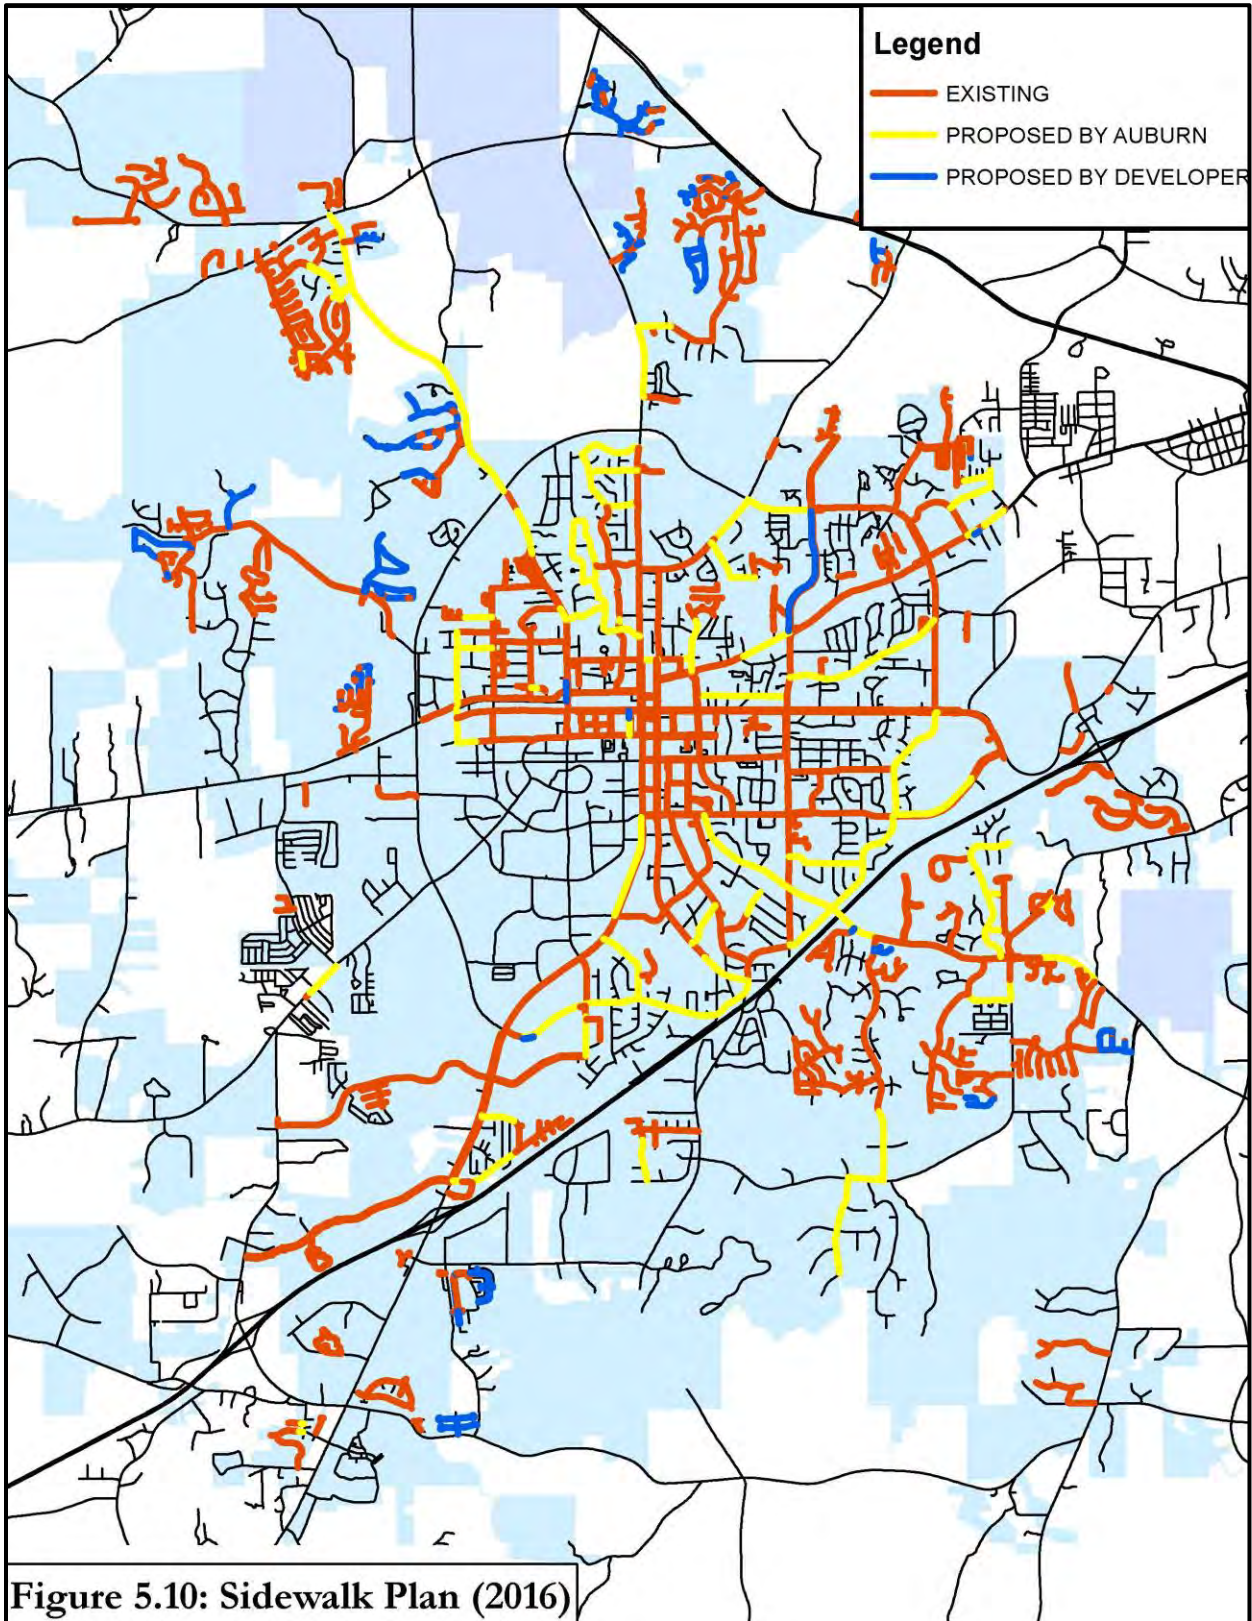 Legend
EXISTING
PROPOSED BY AUBURN
PROPOSED BY DEVELOPER
Figure 5.10: Sidewalk Plan (2016)